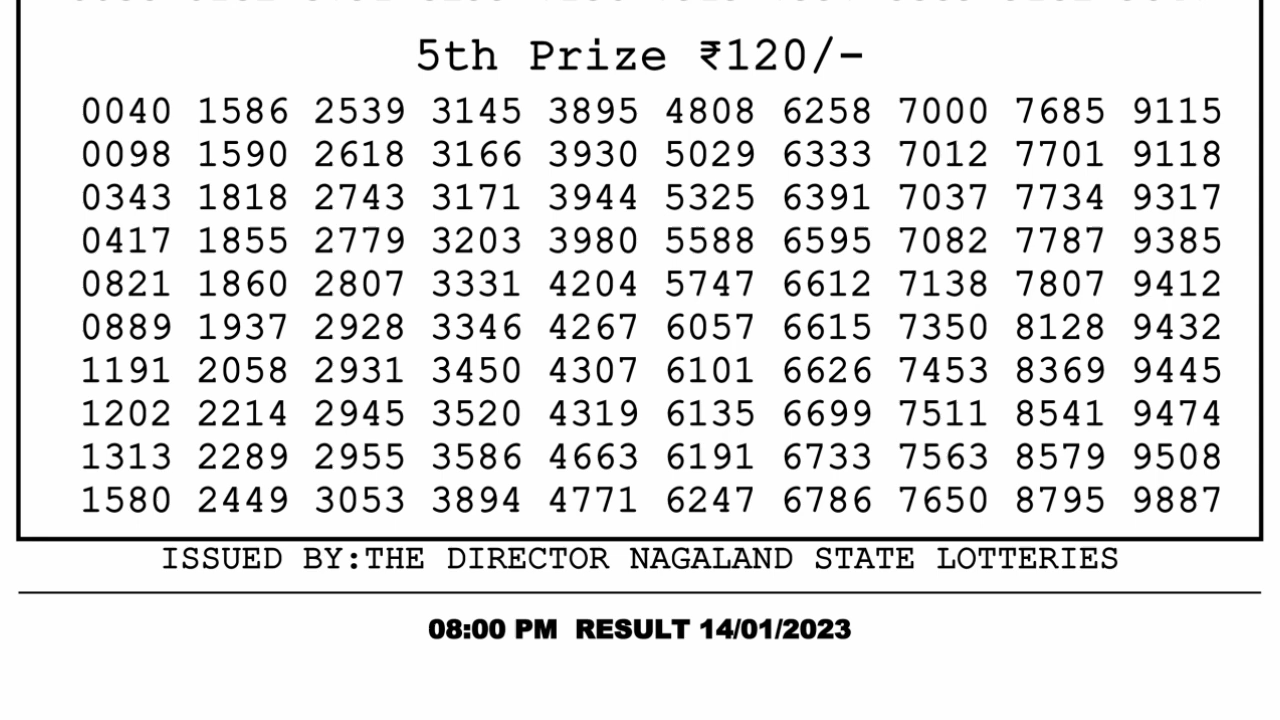 5th Prize ₹120/-
0040 1586 2539 3145 3895 4808 6258 7000 7685 9115
0098 1590 2618 3166 3930 5029 6333 7012 7701 9118
0343 1818 2743 3171 3944 5325 6391 7037 7734 9317
0417 1855 2779 3203 3980 5588 6595 7082 7787 9385
0821 1860 2807 3331 4204 5747 6612 7138 7807 9412
0889 1937 2928 3346 4267 6057 6615 7350 8128 9432
1191 2058 2931 3450 4307 6101 6626 7453 8369 9445
1202 2214 2945 3520 4319 6135 6699 7511 8541 9474
1313 2289 2955 3586 4663 6191 6733 7563 8579 9508
1580 2449 3053 3894 4771 6247 6786 7650 8795 9887
ISSUED BY:THE DIRECTOR NAGALAND STATE LOTTERIES
08:00 PM RESULT 14/01/2023